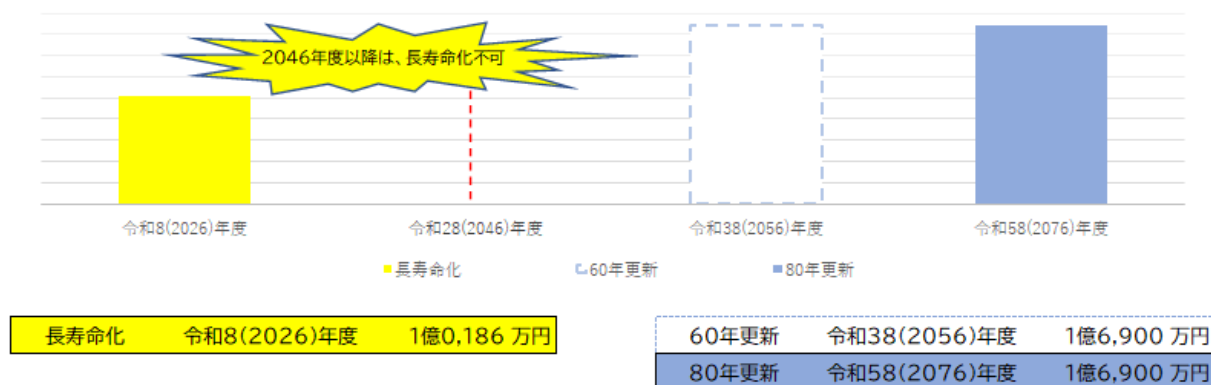 2046年度以降は、長寿命化不可
令和8(2026)年度 令和28(2046)年度 令和38(2056)年度 令和58(2076)年度
長寿命化 60年更新 80年更新
長寿命化 令和8(2026)年度 1億0,186 万円
60年更新 令和38(2056)年度 1億6,900 万円
80年更新 令和58(2076)年度 1億6,900 万円